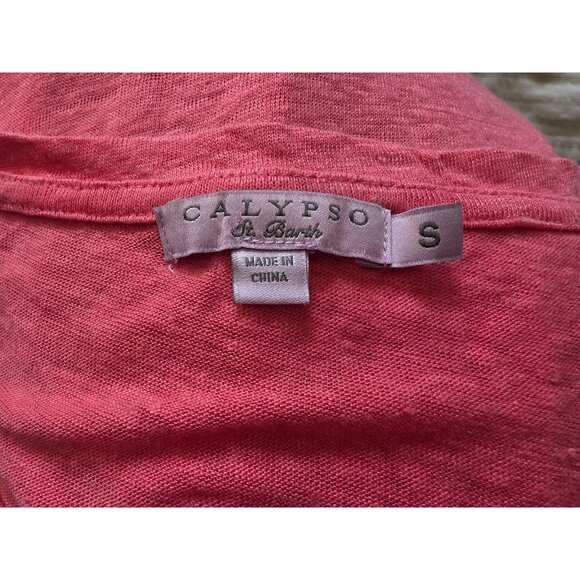 CALYPSO
St. Barth
S
MADE IN
CHINA